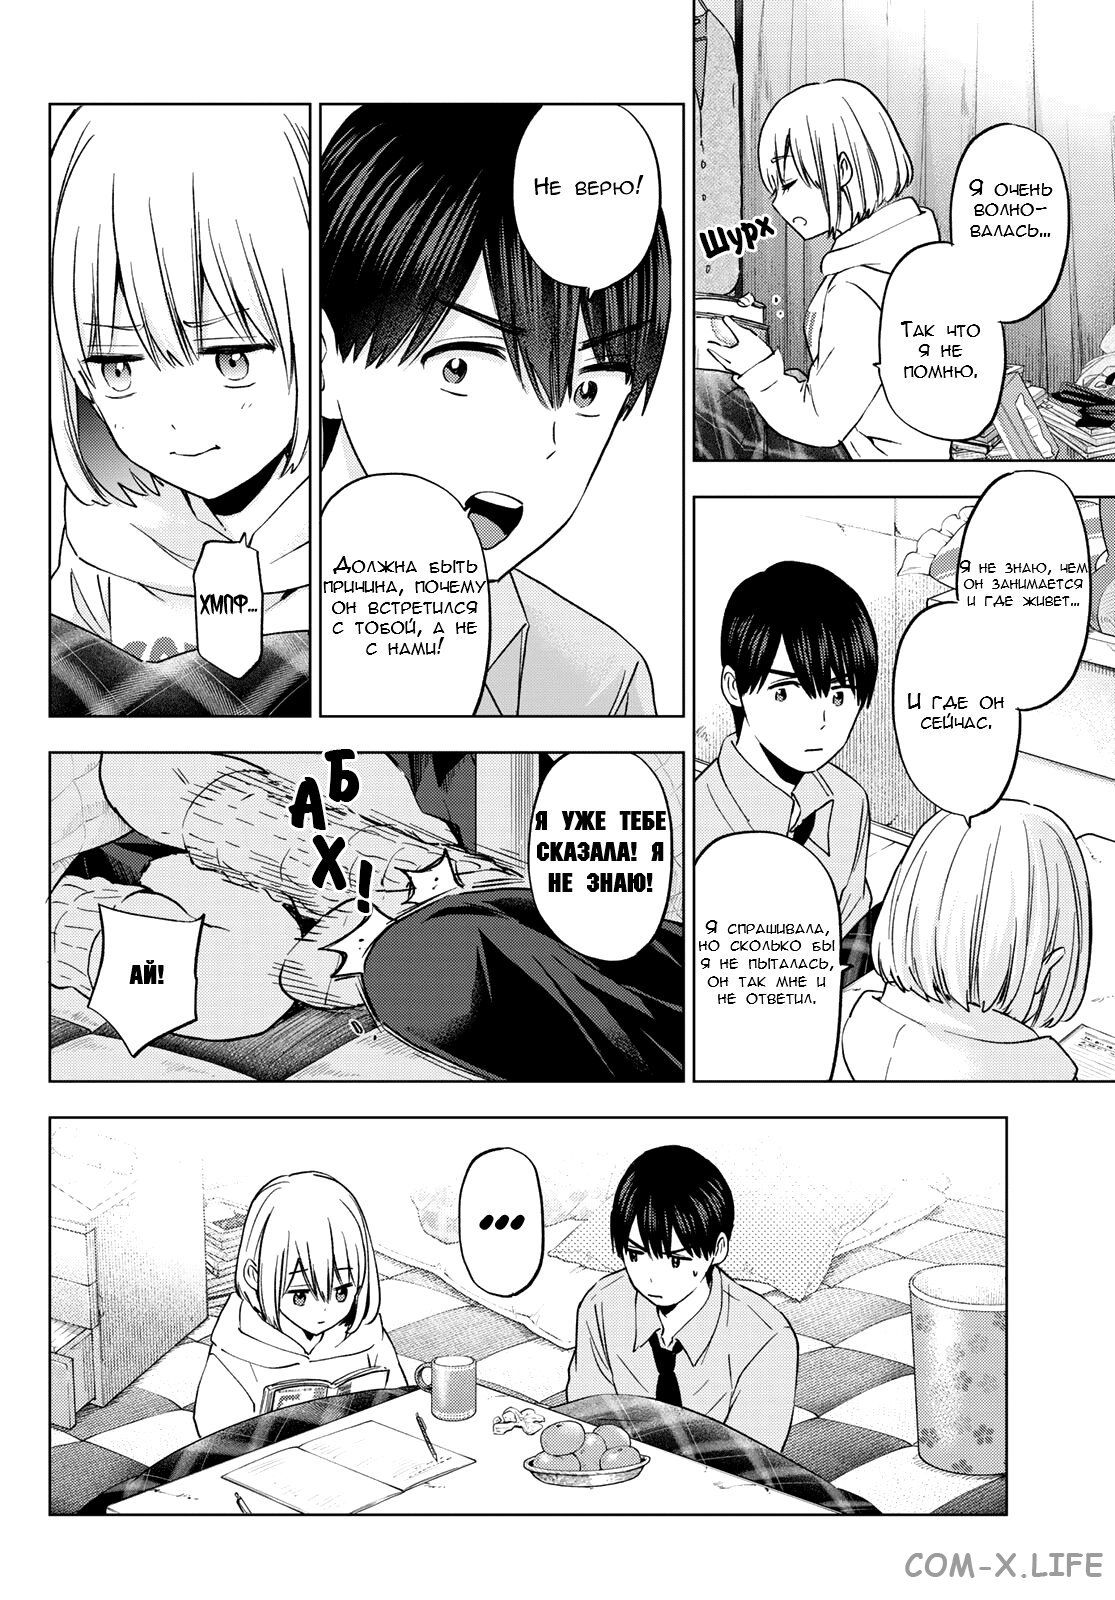 Я очень
волно-
валась...
Шурх
Так что
я не
помню.
Не верю!
Должна быть
причина, почему
он встретился
с тобой, а не
с нами!
ХМПФ...
Я не знаю, чем
он занимается
и где живет...
И где он
сейчас.
Я спрашивала,
но сколько бы
я не пыталась,
он так мне и
не ответил.
Я УЖЕ ТЕБЕ
СКАЗАЛА! Я
НЕ ЗНАЮ!
БАХ!
АЙ!
...
COM-X.LIFE